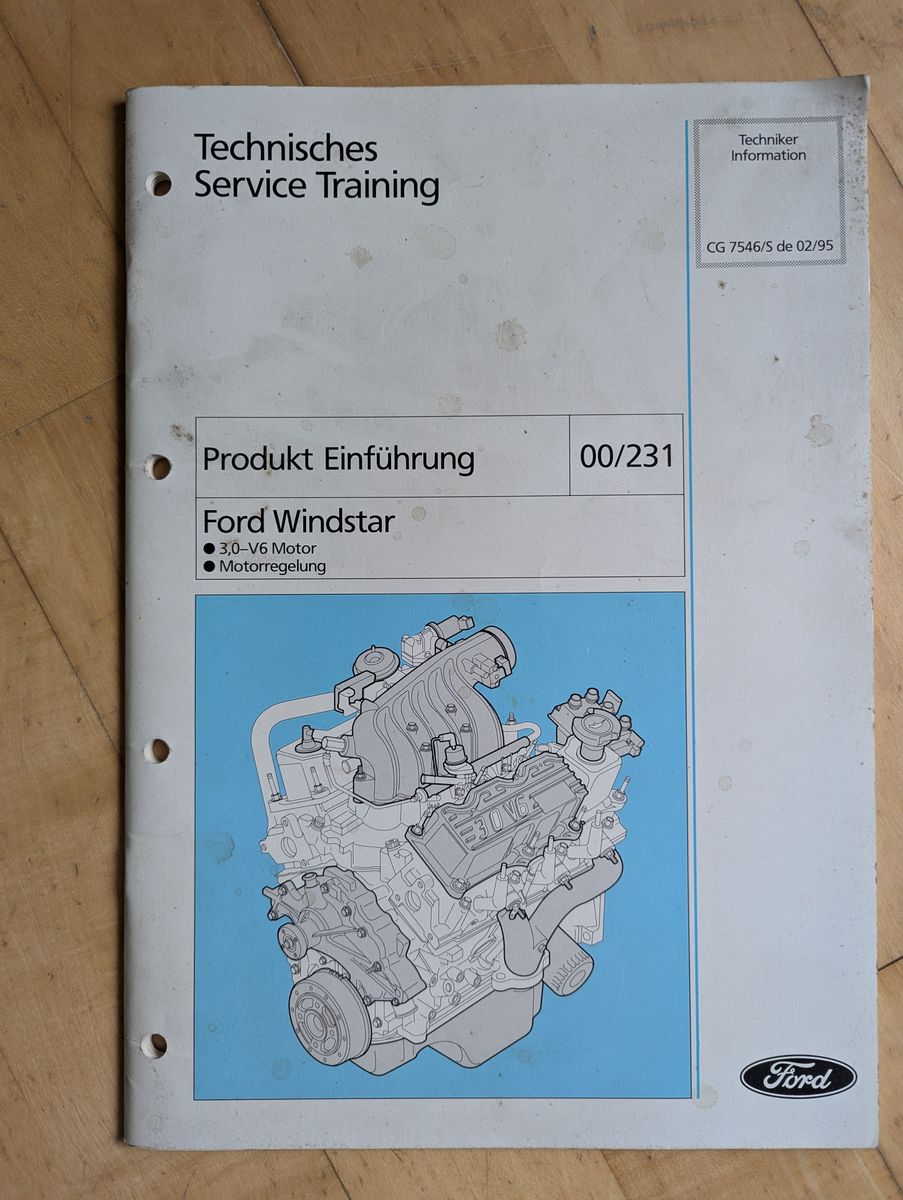 Technisches
Service Training
Techniker
Information
CG 7546/S de 02/95
Produkt Einführung
00/231
Ford Windstar
● 3,0–V6 Motor
● Motorregelung
3.0 V6
Ford